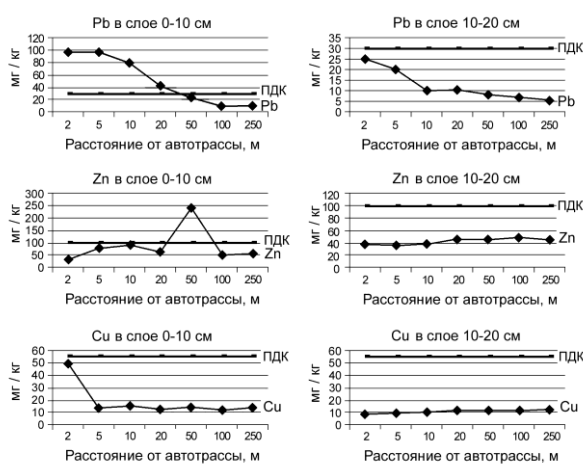 Pb в слое 0-10 см
мг / кг
120
100
80
60
40
20
0
ПДК
Pb
2 5 10 20 50 100 250
Расстояние от автотрассы, м
Pb в слое 10-20 см
мг / кг
35
30
25
20
15
10
5
0
ПДК
Pb
2 5 10 20 50 100 250
Расстояние от автотрассы, м
Zn в слое 0-10 см
мг / кг
300
250
200
150
100
50
0
ПДК
Zn
2 5 10 20 50 100 250
Расстояние от автотрассы, м
Zn в слое 10-20 см
мг / кг
120
100
80
60
40
20
0
ПДК
Zn
2 5 10 20 50 100 250
Расстояние от автотрассы, м
Cu в слое 0-10 см
мг / кг
60
50
40
30
20
10
0
ПДК
Cu
2 5 10 20 50 100 250
Расстояние от автотрассы, м
Cu в слое 10-20 см
мг / кг
60
50
40
30
20
10
0
ПДК
Cu
2 5 10 20 50 100 250
Расстояние от автотрассы, м